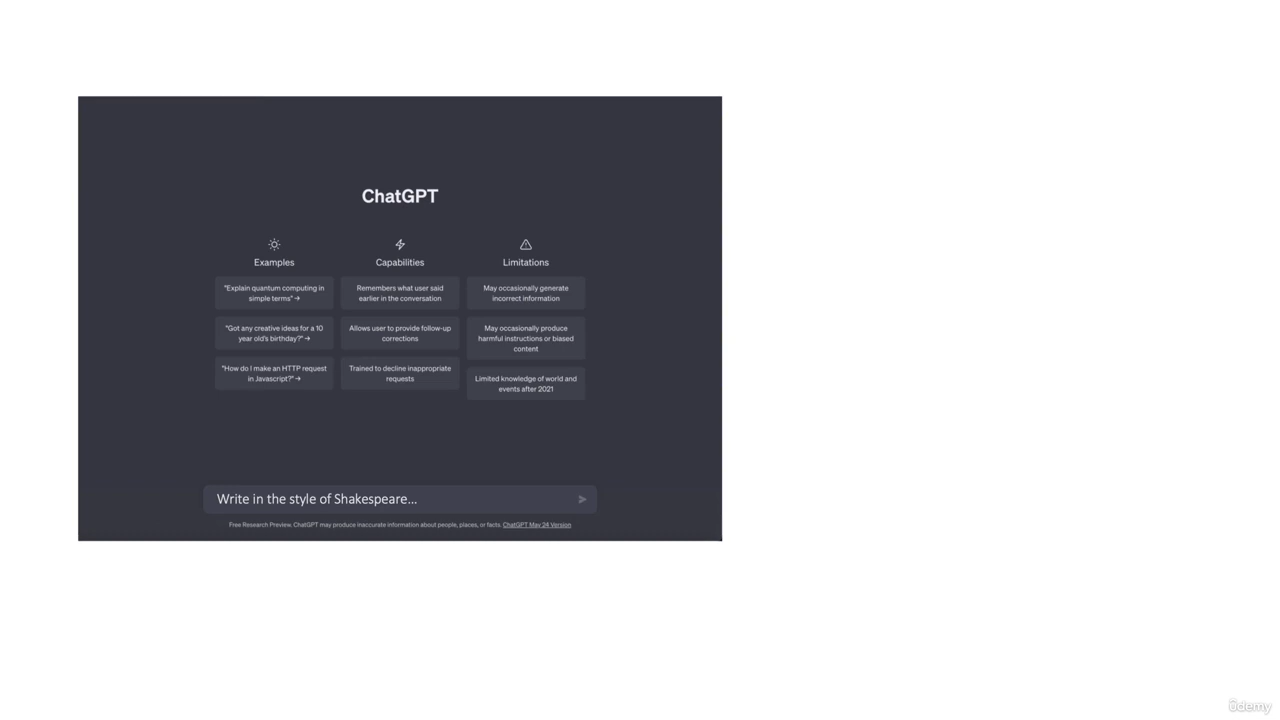 ChatGPT
Examples
"Explain quantum computing in
simple terms" →
"Got any creative ideas for a 10
year old's birthday?" →
"How do I make an HTTP request
in Javascript?" →
Capabilities
Remembers what user said
earlier in the conversation
Allows user to provide follow-up
corrections
Trained to decline inappropriate
requests
Limitations
May occasionally generate
incorrect information
May occasionally produce
harmful instructions or biased
content
Limited knowledge of world and
events after 2021
Write in the style of Shakespeare...
Free Research Preview. ChatGPT may produce inaccurate information about people, places, or facts. ChatGPT May 24 Version
ûdemy